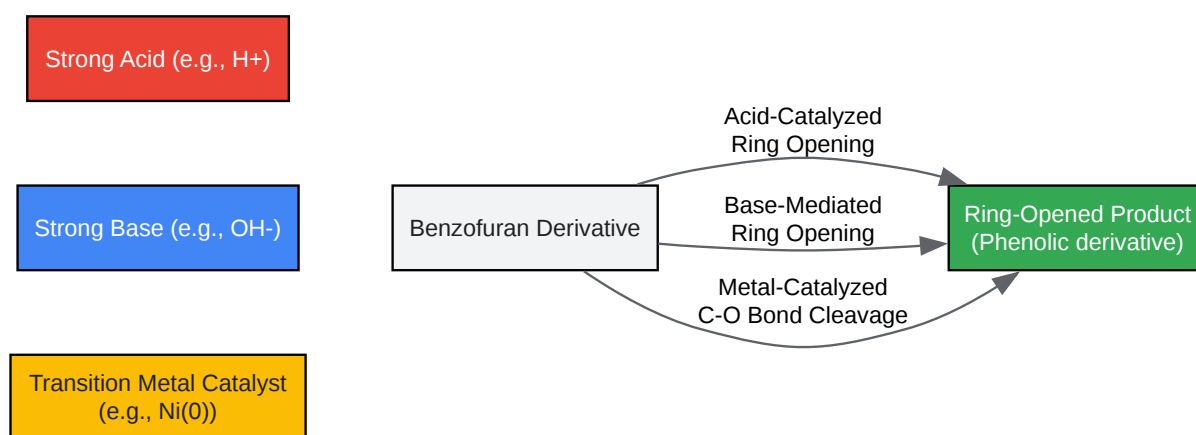 Strong Acid (e.g., H+)
Acid-Catalyzed
Ring Opening
Strong Base (e.g., OH-)
Benzofuran Derivative
Base-Mediated
Ring Opening
Ring-Opened Product
(Phenolic derivative)
Metal-Catalyzed
C-O Bond Cleavage
Transition Metal Catalyst
(e.g., Ni(0))